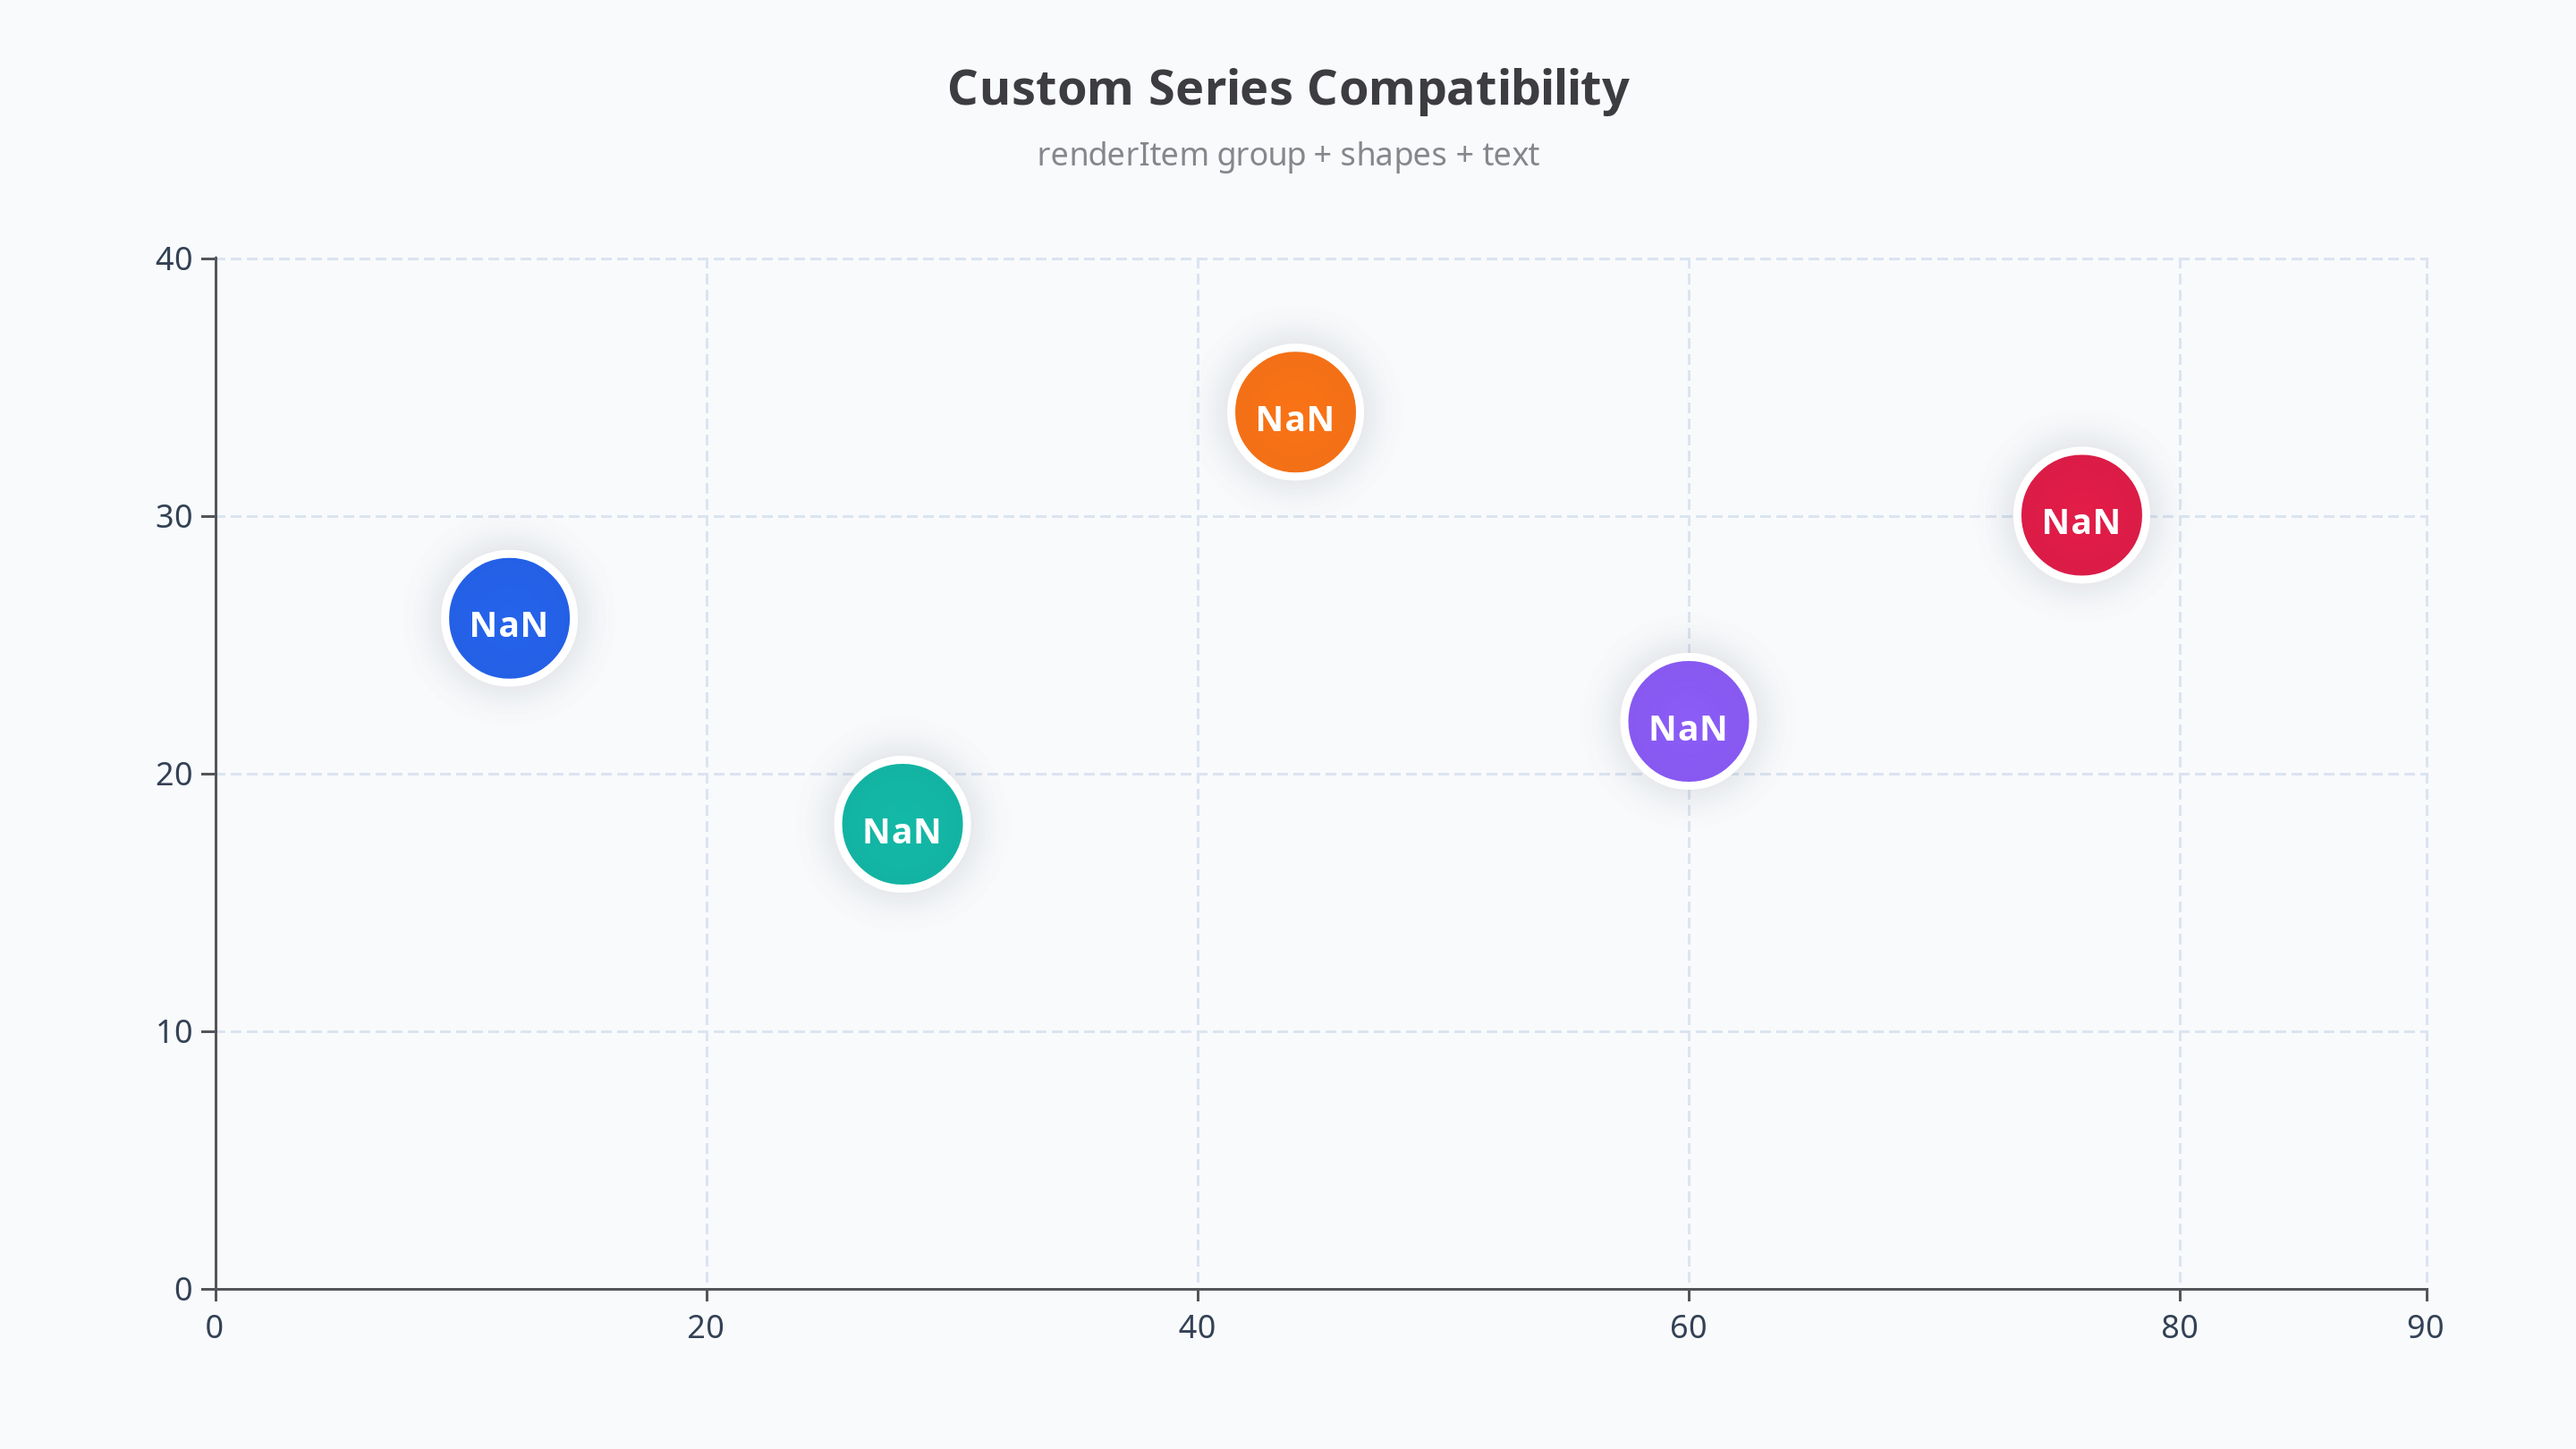 Custom Series Compatibility
renderItem group + shapes + text
40
30
20
10
0
NaN
NaN
NaN
NaN
NaN
0 20 40 60 80 90